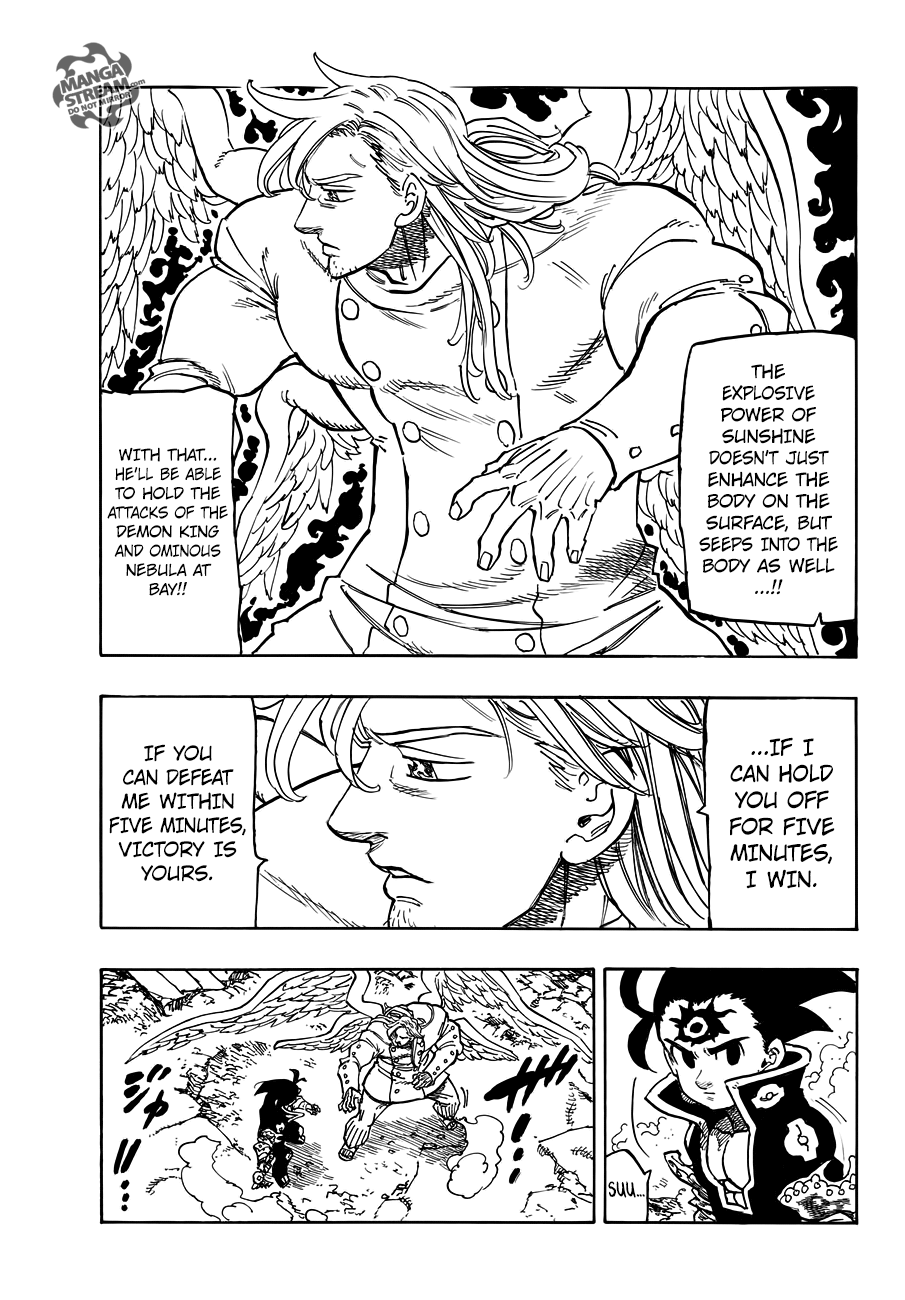 MANGA
STREAM.com
DO NOT MIRROR
THE
EXPLOSIVE
POWER OF
SUNSHINE
DOESN'T JUST
ENHANCE THE
BODY ON THE
SURFACE, BUT
SEEPS INTO THE
BODY AS WELL
...!!
WITH THAT...
HE'LL BE ABLE
TO HOLD THE
ATTACKS OF THE
DEMON KING
AND OMINOUS
NEBULA AT
BAY!!
...IF I
CAN HOLD
YOU OFF
FOR FIVE
MINUTES,
I WIN.
IF YOU
CAN DEFEAT
ME WITHIN
FIVE MINUTES,
VICTORY IS
YOURS.
SUU...
ジャ...